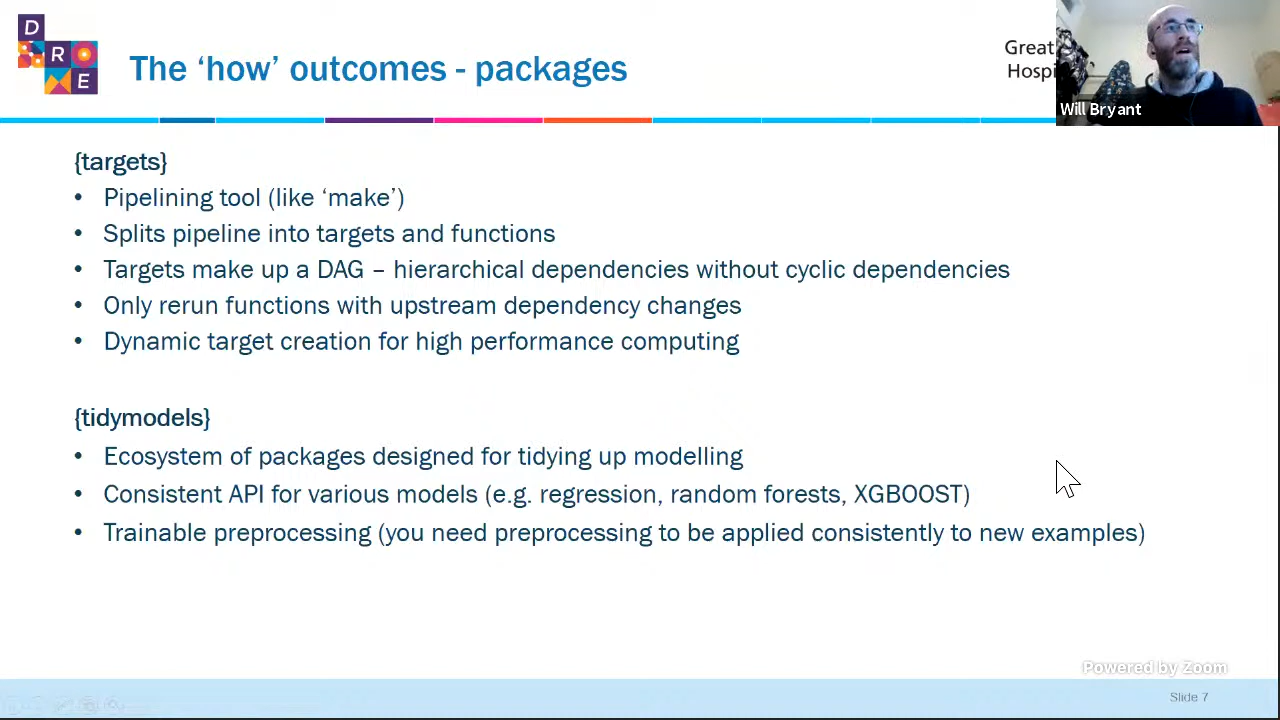 D
R
E
The ‘how’ outcomes - packages
Great
Hospi
Will Bryant
{targets}
• Pipelining tool (like ‘make’)
• Splits pipeline into targets and functions
• Targets make up a DAG – hierarchical dependencies without cyclic dependencies
• Only rerun functions with upstream dependency changes
• Dynamic target creation for high performance computing
{tidymodels}
• Ecosystem of packages designed for tidying up modelling
• Consistent API for various models (e.g. regression, random forests, XGBOOST)
• Trainable preprocessing (you need preprocessing to be applied consistently to new examples)
Powered by Zoom
Slide 7